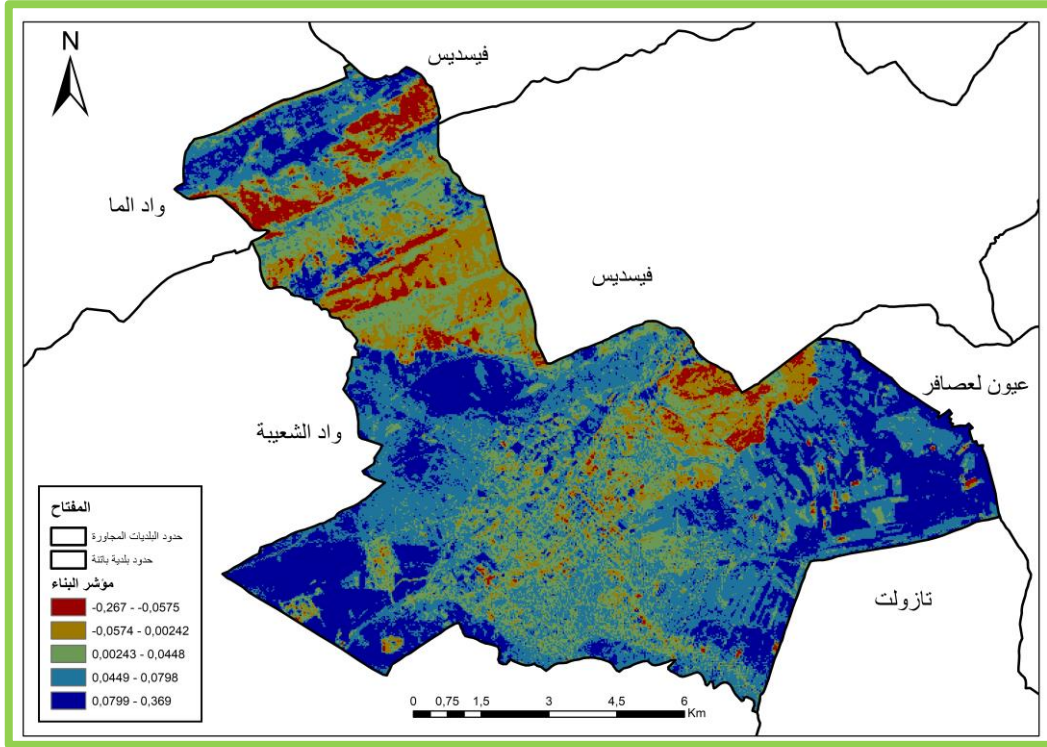 N
فيسديس
واد الما
فيسديس
عيون لعصافر
واد الشعيبة
تازولت
المفتاح
حدود البلديات المجاورة
حدود بلدية باتنة
مؤشر البناء
-0,267 - -0,0575
-0,0574 - 0,00242
0,00243 - 0,0448
0,0449 - 0,0798
0,0799 - 0,369
0 0,75 1,5 3 4,5 6
Km